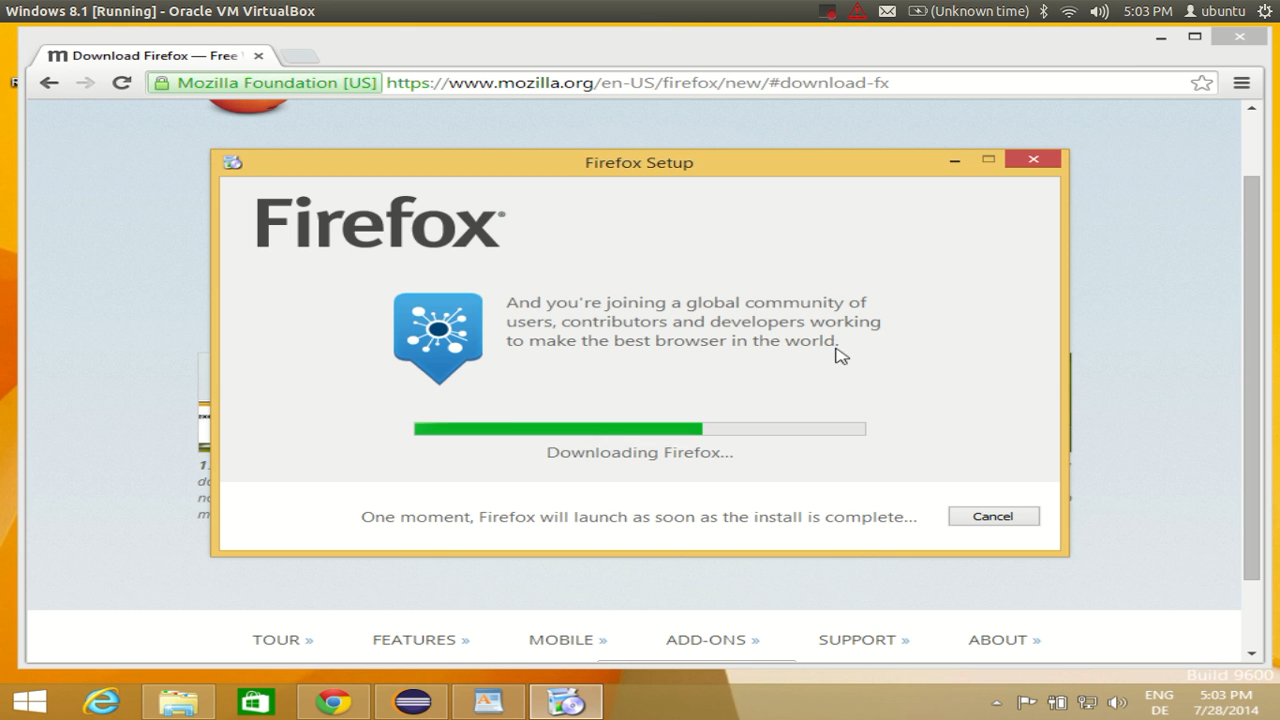 Windows 8.1 [Running] - Oracle VM VirtualBox
(Unknown time) 5:03 PM ubuntu
Download Firefox — Free
Mozilla Foundation [US] https://www.mozilla.org/en-US/firefox/new/#download-fx
Firefox Setup
Firefox
And you're joining a global community of
users, contributors and developers working
to make the best browser in the world.
Downloading Firefox...
One moment, Firefox will launch as soon as the install is complete...
Cancel
TOUR » FEATURES » MOBILE » ADD-ONS » SUPPORT » ABOUT »
Build 9600
ENG 5:03 PM
DE 7/28/2014